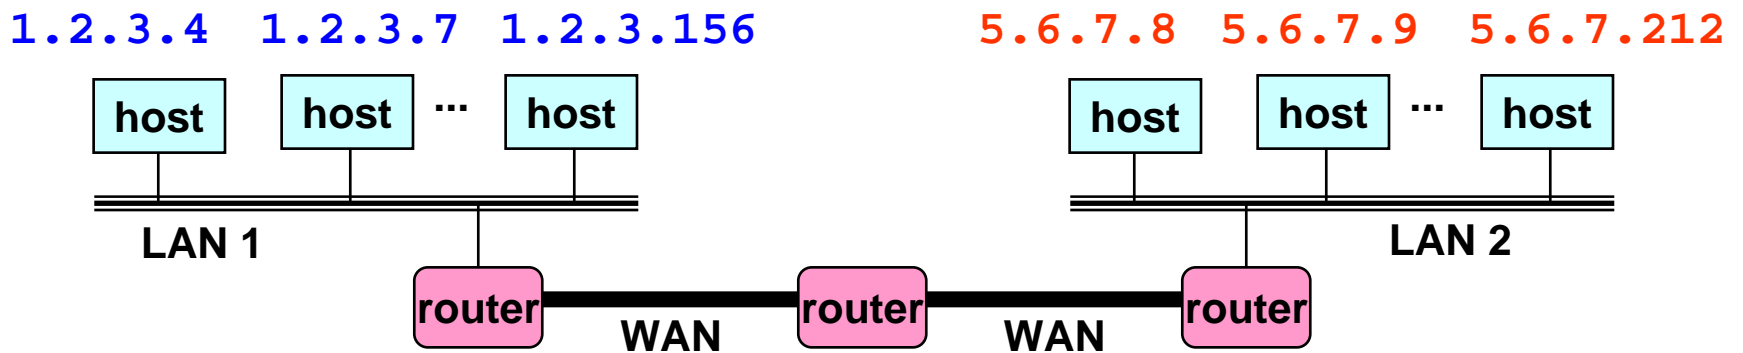 1.2.3.4 1.2.3.7 1.2.3.156 5.6.7.8 5.6.7.9 5.6.7.212
host host ... host host host ... host
LAN 1 LAN 2
router router router
WAN WAN